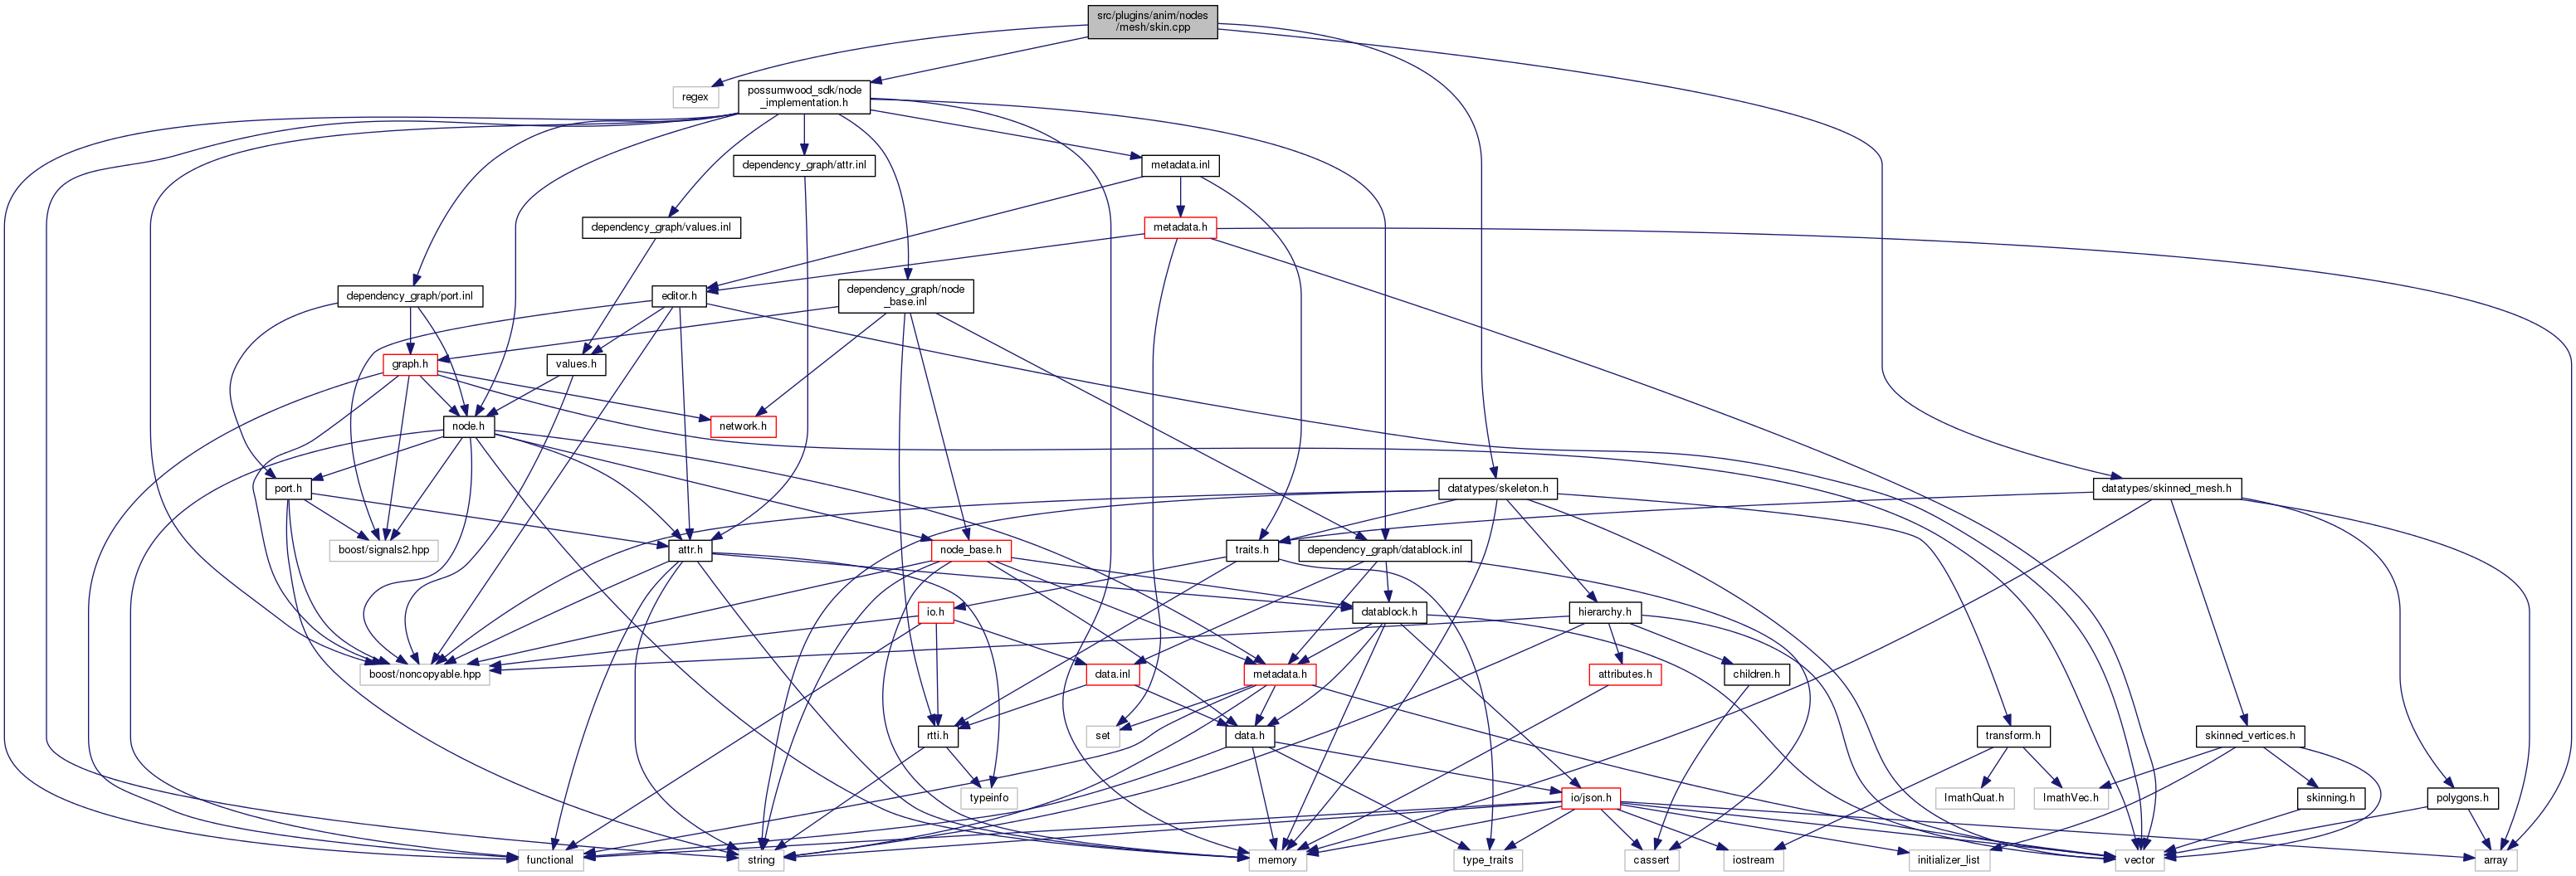 src/plugins/anim/nodes
/mesh/skin.cpp
regex
possumwood_sdk/node
_implementation.h
dependency_graph/attr.inl
metadata.inl
dependency_graph/values.inl
metadata.h
dependency_graph/port.inl
editor.h
dependency_graph/node
_base.inl
graph.h
values.h
node.h
network.h
port.h
datatypes/skeleton.h
datatypes/skinned_mesh.h
boost/signals2.hpp
attr.h
node_base.h
traits.h
dependency_graph/datablock.inl
io.h
datablock.h
hierarchy.h
boost/noncopyable.hpp
data.inl
metadata.h
attributes.h
children.h
rtti.h
set
data.h
transform.h
skinned_vertices.h
typeinfo
io/json.h
ImathQuat.h
ImathVec.h
skinning.h
polygons.h
functional
string
memory
type_traits
cassert
iostream
initializer_list
vector
array